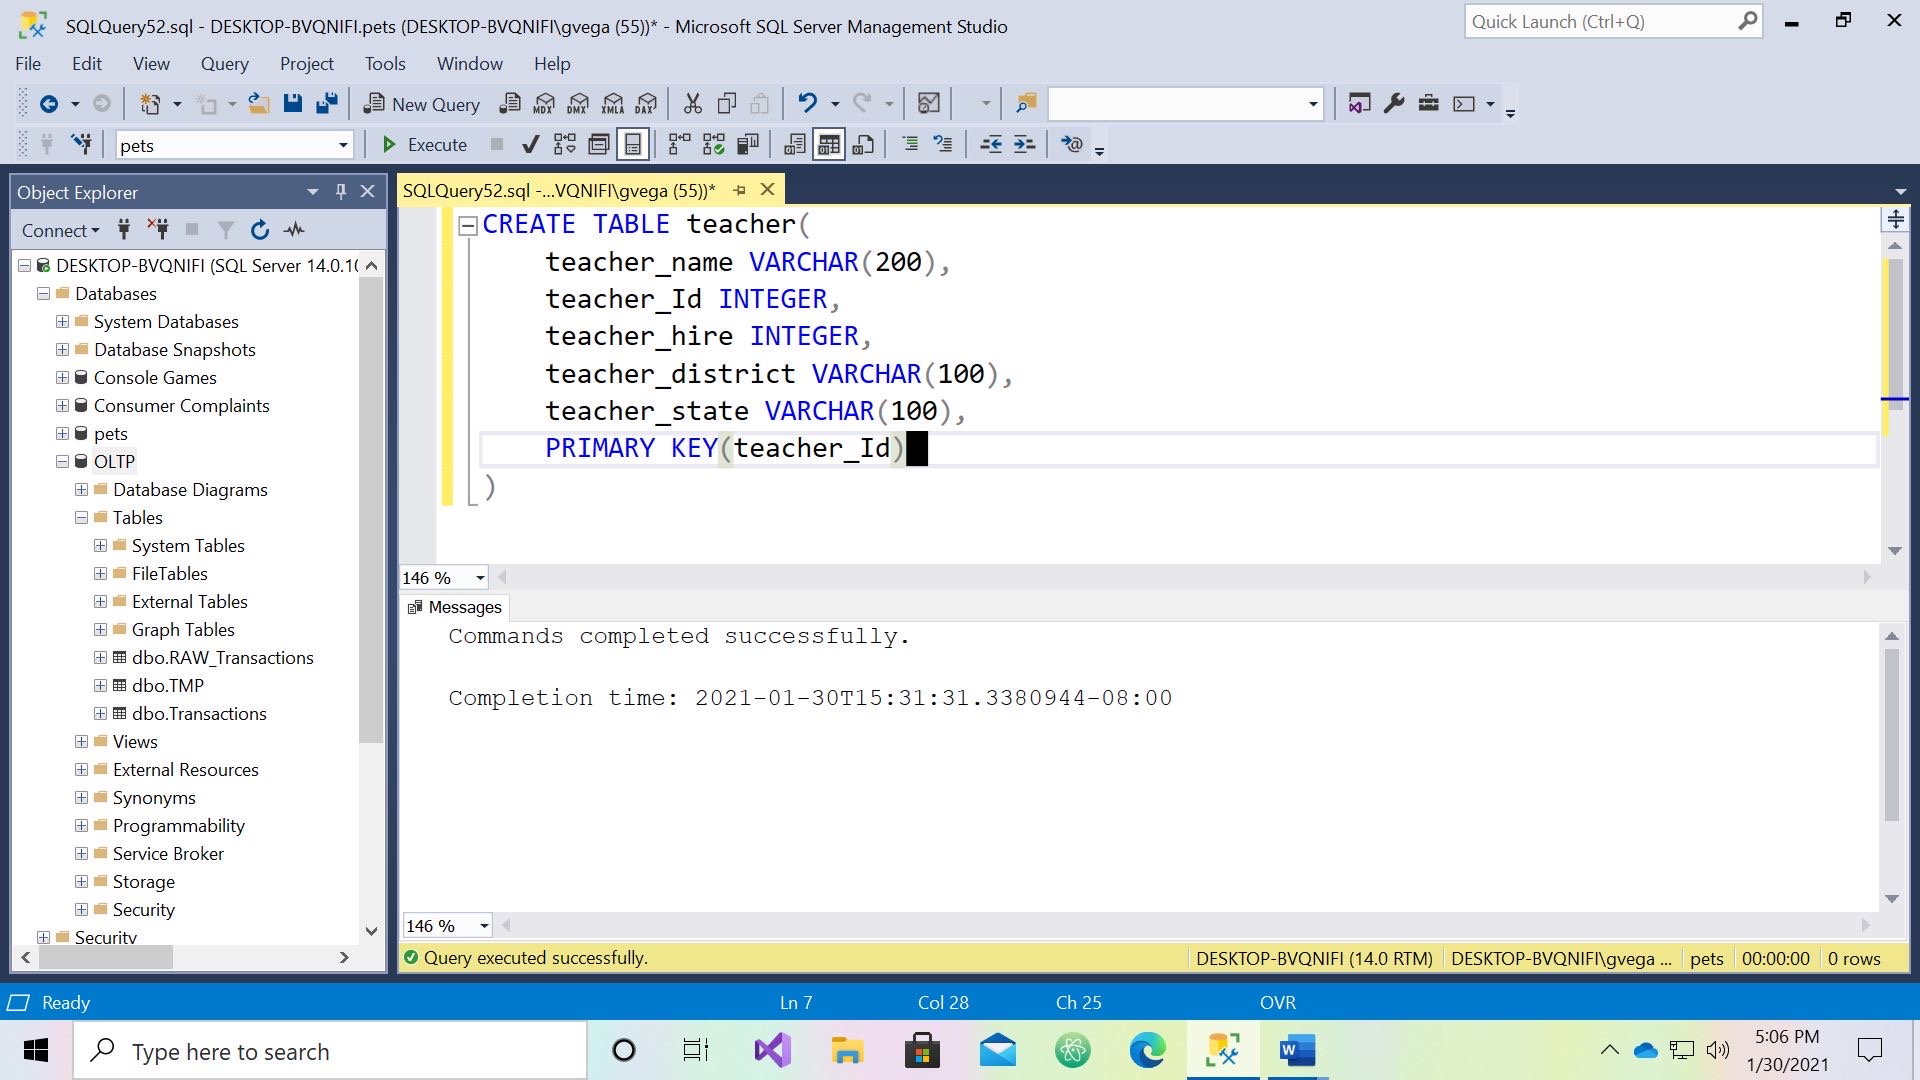 SQLQuery52.sql - DESKTOP-BVQNIFI.pets (DESKTOP-BVQNIFI\gvega (55))* - Microsoft SQL Server Management Studio
Quick Launch (Ctrl+Q)
File Edit View Query Project Tools Window Help
New Query MDX DMX XMLA DAX
pets Execute
Object Explorer
SQLQuery52.sql -...VQNIFI\gvega (55))*
Connect
DESKTOP-BVQNIFI (SQL Server 14.0.10
Databases
System Databases
Database Snapshots
Console Games
Consumer Complaints
pets
OLTP
Database Diagrams
Tables
System Tables
FileTables
External Tables
Graph Tables
dbo.RAW_Transactions
dbo.TMP
dbo.Transactions
Views
External Resources
Synonyms
Programmability
Service Broker
Storage
Security
Security
CREATE TABLE teacher(
teacher_name VARCHAR(200),
teacher_Id INTEGER,
teacher_hire INTEGER,
teacher_district VARCHAR(100),
teacher_state VARCHAR(100),
PRIMARY KEY(teacher_Id)
)
146 %
Messages
Commands completed successfully.
Completion time: 2021-01-30T15:31:31.3380944-08:00
146 %
Query executed successfully. DESKTOP-BVQNIFI (14.0 RTM) DESKTOP-BVQNIFI\gvega ... pets 00:00:00 0 rows
Ready Ln 7 Col 28 Ch 25 OVR
Type here to search
5:06 PM
1/30/2021